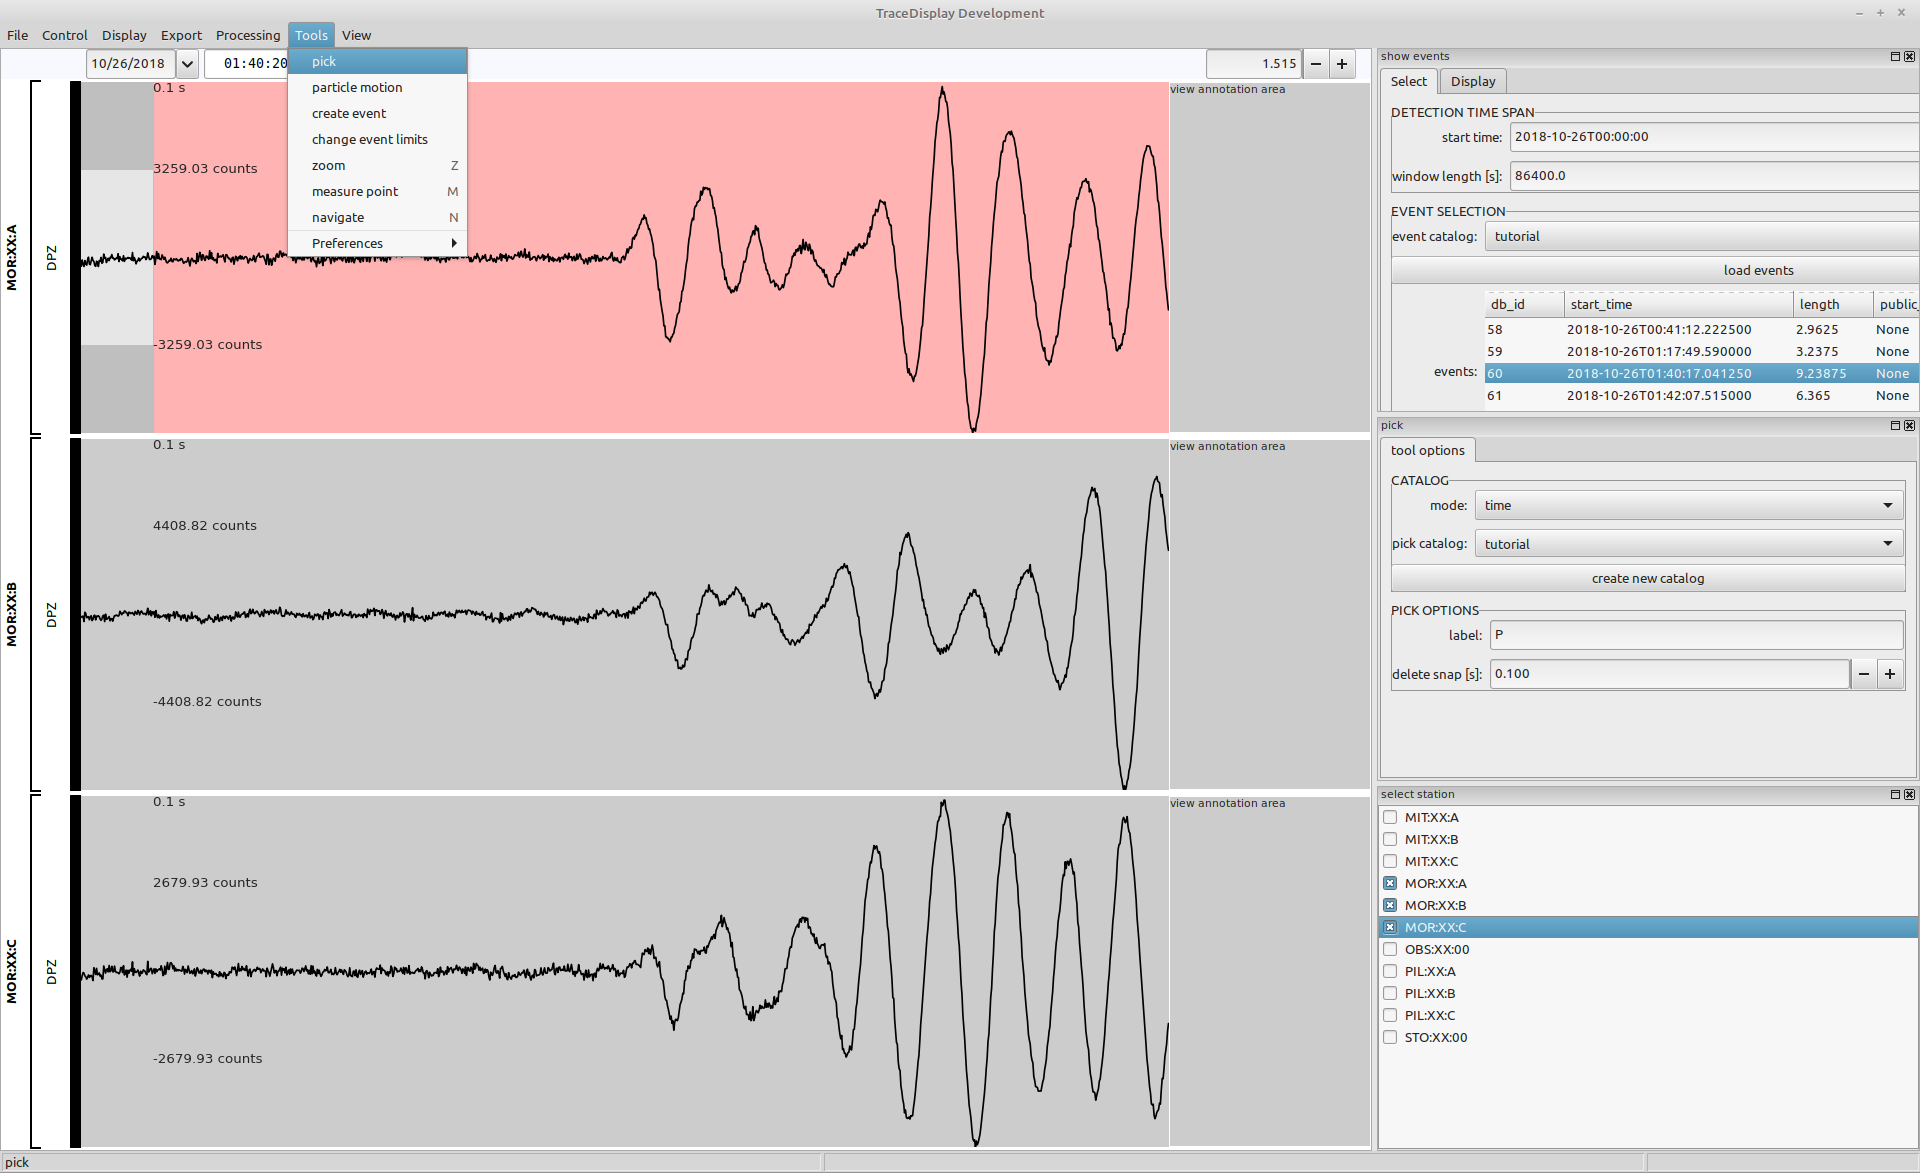 TraceDisplay Development
File Control Display Export Processing Tools View
10/26/2018 01:40:20 1.515
pick
particle motion
create event
change event limits
zoom Z
measure point M
navigate N
Preferences
MOR:XX:A
DPZ
0.1 s
3259.03 counts
-3259.03 counts
view annotation area
MOR:XX:B
DPZ
0.1 s
4408.82 counts
-4408.82 counts
view annotation area
MOR:XX:C
DPZ
0.1 s
2679.93 counts
-2679.93 counts
view annotation area
show events
Select Display
DETECTION TIME SPAN
start time: 2018-10-26T00:00:00
window length [s]: 86400.0
EVENT SELECTION
event catalog: tutorial
load events
db_id start_time length public_
58 2018-10-26T00:41:12.222500 2.9625 None
59 2018-10-26T01:17:49.590000 3.2375 None
events:
60 2018-10-26T01:40:17.041250 9.23875 None
61 2018-10-26T01:42:07.515000 6.365 None
pick
tool options
CATALOG
mode: time
pick catalog: tutorial
create new catalog
PICK OPTIONS
label: P
delete snap [s]: 0.100
select station
MIT:XX:A
MIT:XX:B
MIT:XX:C
MOR:XX:A
MOR:XX:B
MOR:XX:C
OBS:XX:00
PIL:XX:A
PIL:XX:B
PIL:XX:C
STO:XX:00
pick